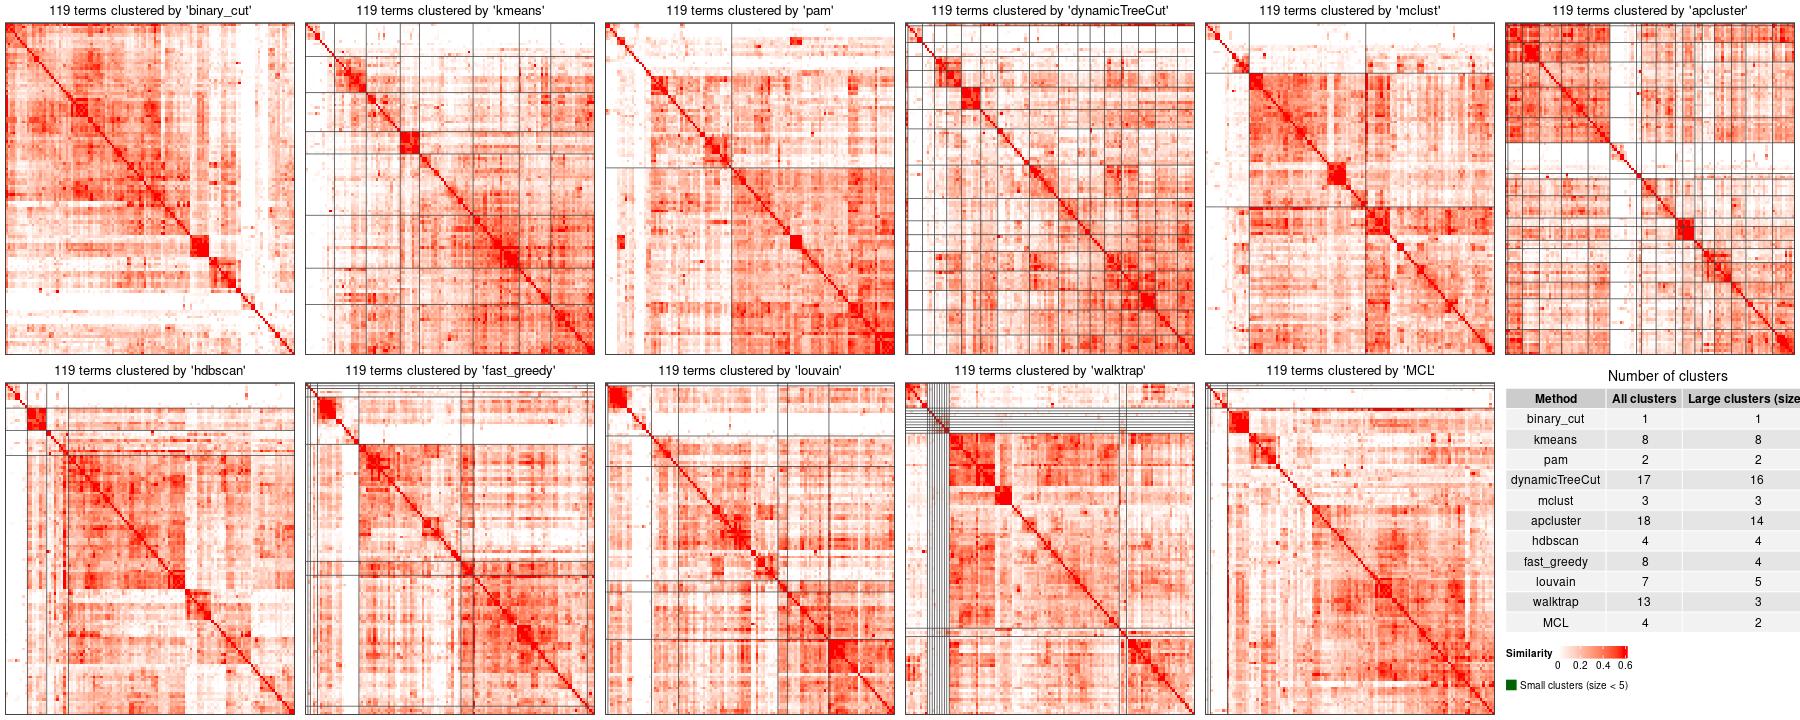 119 terms clustered by 'binary_cut'
119 terms clustered by 'kmeans'
119 terms clustered by 'pam'
119 terms clustered by 'dynamicTreeCut'
119 terms clustered by 'mclust'
119 terms clustered by 'apcluster'
119 terms clustered by 'hdbscan'
119 terms clustered by 'fast_greedy'
119 terms clustered by 'louvain'
119 terms clustered by 'walktrap'
119 terms clustered by 'MCL'
Number of clusters
Method All clusters Large clusters (size
binary_cut 1 1
kmeans 8 8
pam 2 2
dynamicTreeCut 17 16
mclust 3 3
apcluster 18 14
hdbscan 4 4
fast_greedy 8 4
louvain 7 5
walktrap 13 3
MCL 4 2
Similarity
0 0.2 0.4 0.6
Small clusters (size < 5)